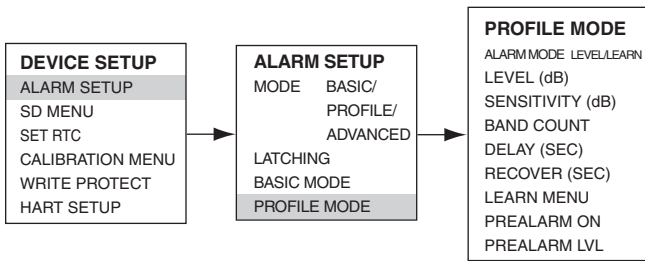 DEVICE SETUP
ALARM SETUP
SD MENU
SET RTC
CALIBRATION MENU
WRITE PROTECT
HART SETUP
ALARM SETUP
MODE BASIC/
PROFILE/
ADVANCED
LATCHING
BASIC MODE
PROFILE MODE
PROFILE MODE
ALARM MODE LEVEL/LEARN
LEVEL (dB)
SENSITIVITY (dB)
BAND COUNT
DELAY (SEC)
RECOVER (SEC)
LEARN MENU
PREALARM ON
PREALARM LVL